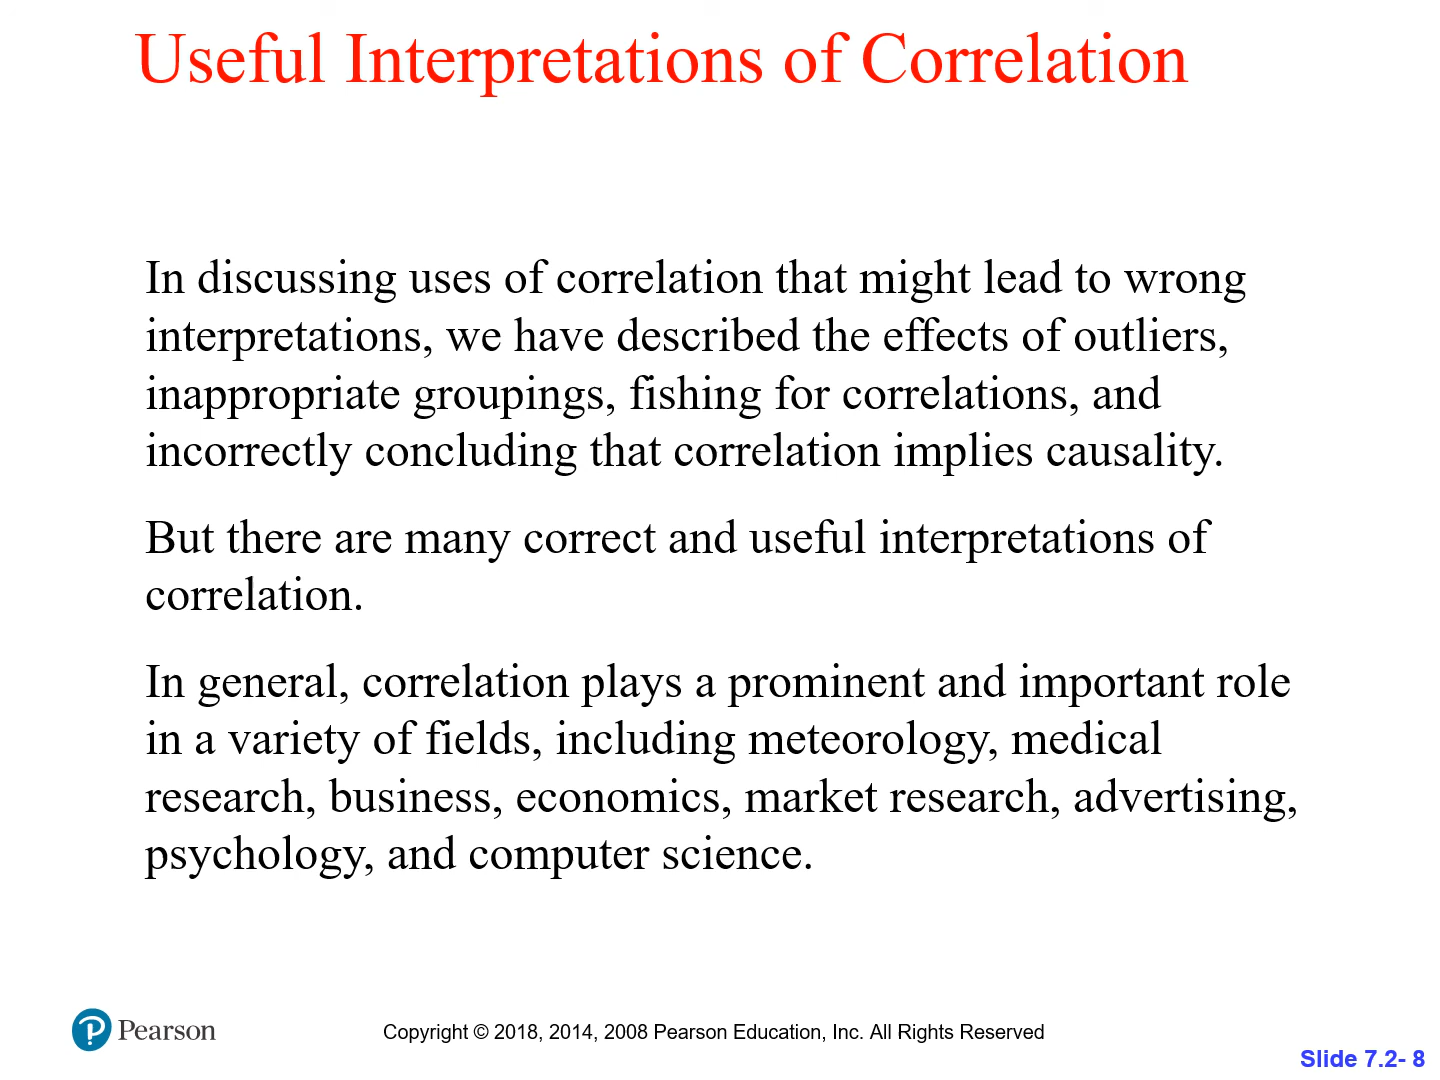 Useful Interpretations of Correlation
In discussing uses of correlation that might lead to wrong
interpretations, we have described the effects of outliers,
inappropriate groupings, fishing for correlations, and
incorrectly concluding that correlation implies causality.
But there are many correct and useful interpretations of
correlation.
In general, correlation plays a prominent and important role
in a variety of fields, including meteorology, medical
research, business, economics, market research, advertising,
psychology, and computer science.
Pearson
Copyright © 2018, 2014, 2008 Pearson Education, Inc. All Rights Reserved
Slide 7.2- 8